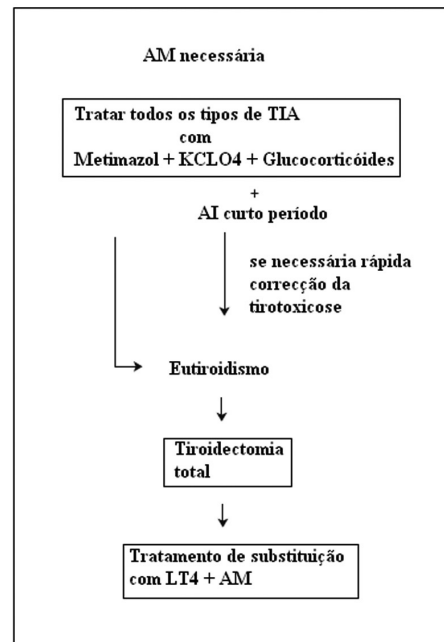 AM necessária
Tratar todos os tipos de TIA
com
Metimazol + KCLO4 + Glucocorticóides
+
AI curto período
se necessária rápida
correcção da
tirotoxicose
Eutiroidismo
Tiroidectomia
total
Tratamento de substituição
com LT4 + AM